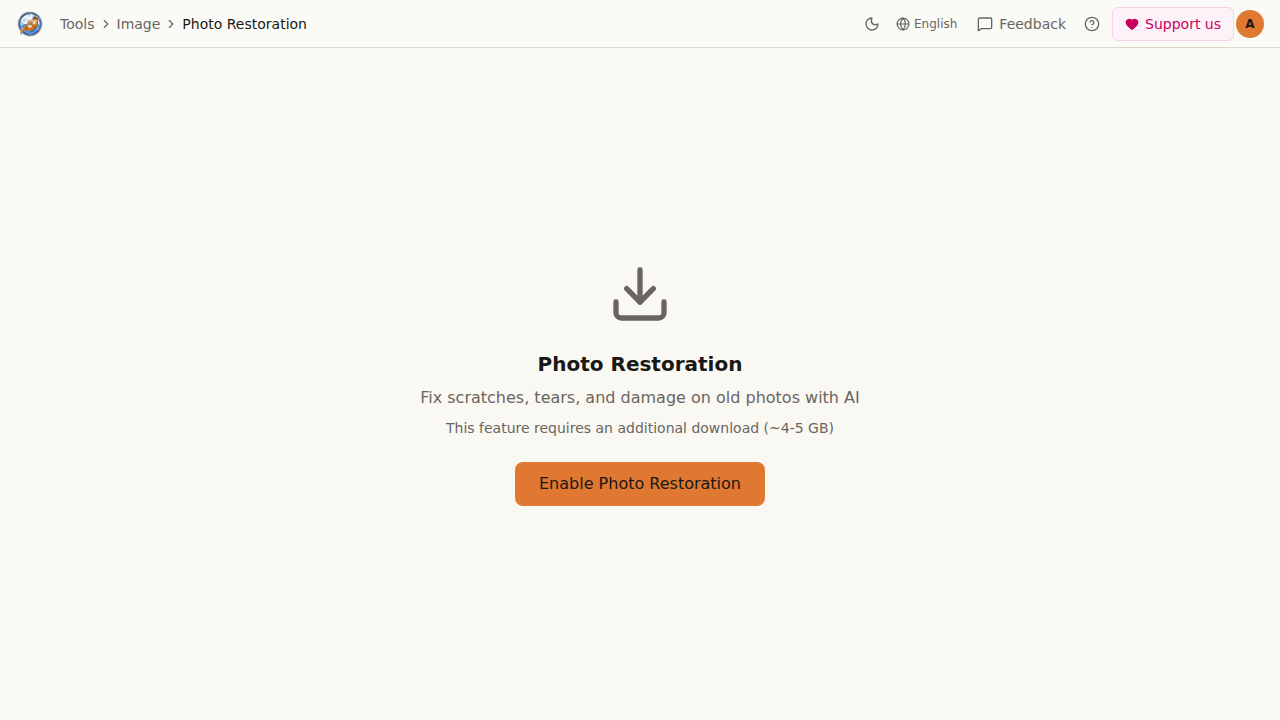 Tools > Image > Photo Restoration
English
Feedback
Support us
A
Photo Restoration
Fix scratches, tears, and damage on old photos with AI
This feature requires an additional download (~4-5 GB)
Enable Photo Restoration